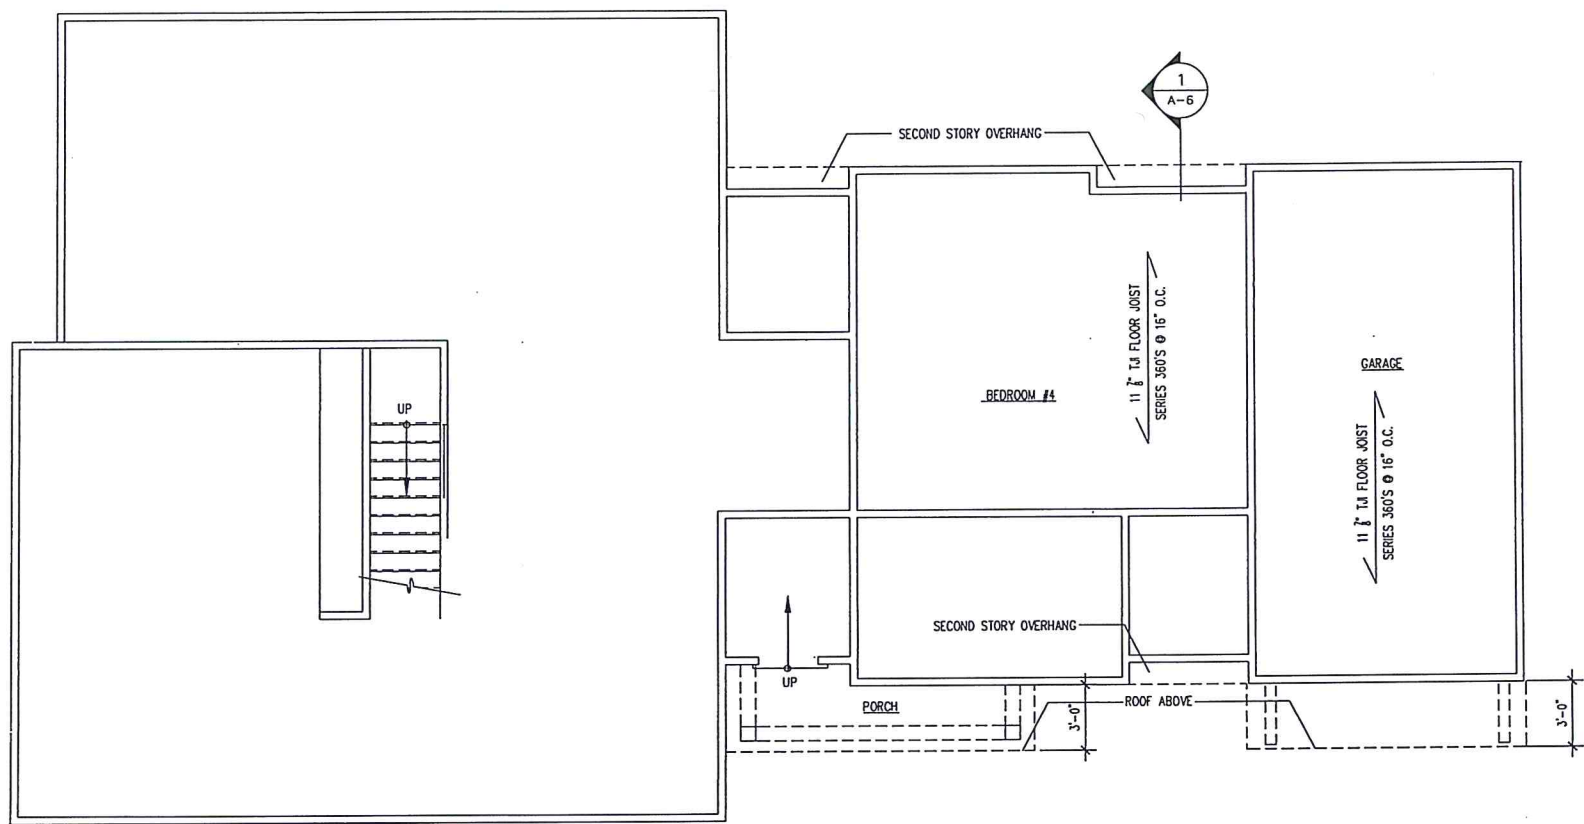 1
A-6
SECOND STORY OVERHANG
11 7/8" TJI FLOOR JOIST
SERIES 360'S @ 16" O.C.
GARAGE
BEDROOM #4
UP
11 7/8" TJI FLOOR JOIST
SERIES 360'S @ 16" O.C.
SECOND STORY OVERHANG
UP
PORCH
ROOF ABOVE
3'-0"
3'-0"